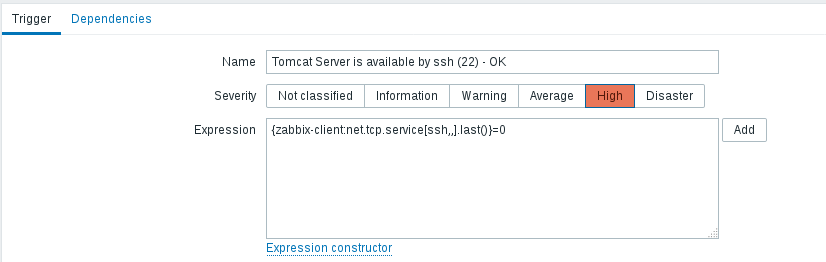 Trigger Dependencies
Name Tomcat Server is available by ssh (22) - OK
Severity Not classified Information Warning Average High Disaster
Expression {zabbix-client:net.tcp.service[ssh,,].last()}=0 Add
Expression constructor